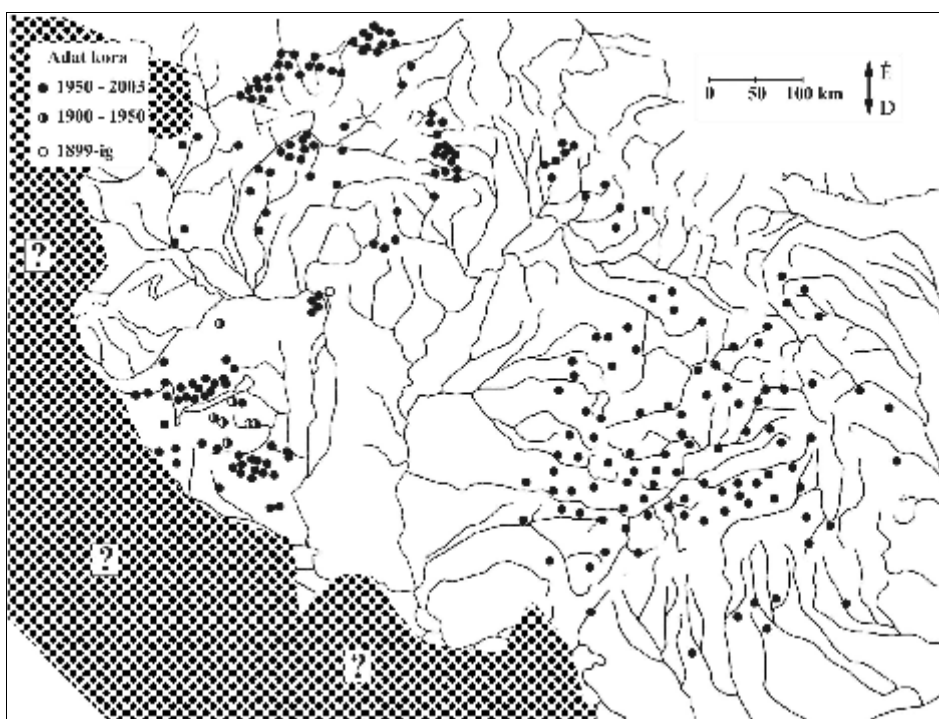 Adat kora
1950 - 2003
1900 - 1950
1899-ig
0 50 100 km
É
D
?
?
?